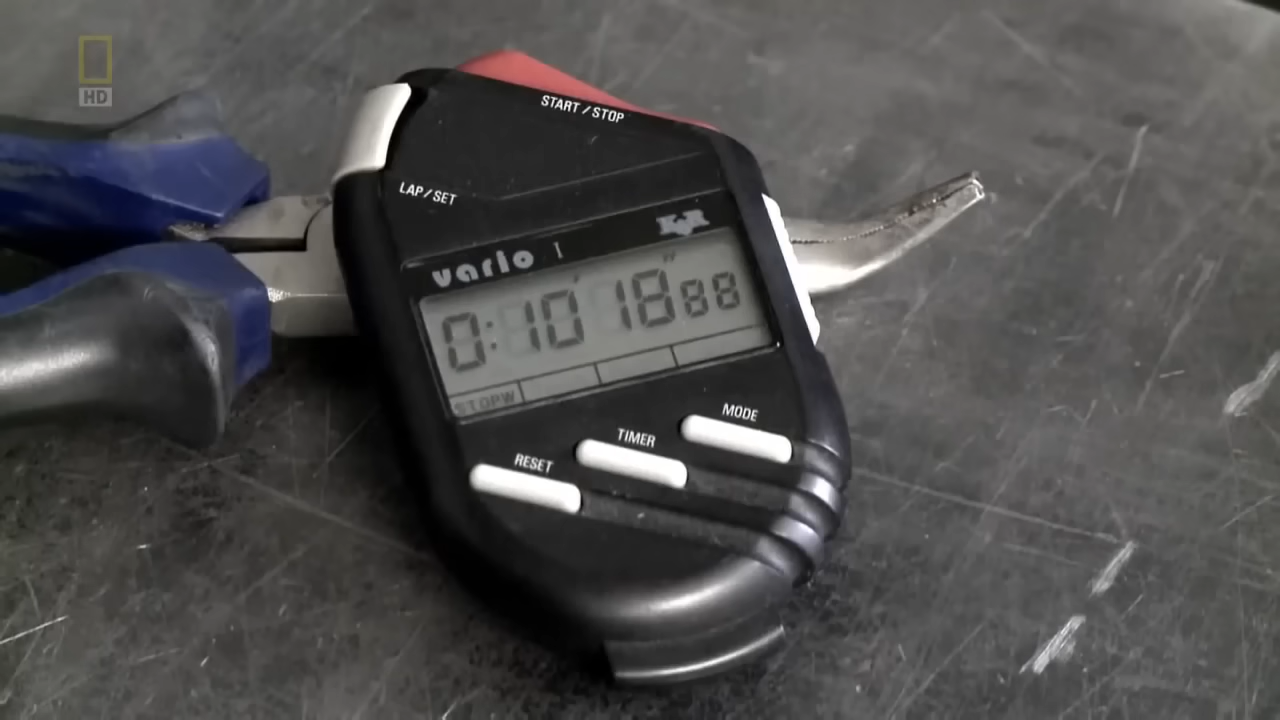 HD
START / STOP
LAP / SET
vario I
K&R
0:10' 18" 88
STOPW
MODE
TIMER
RESET